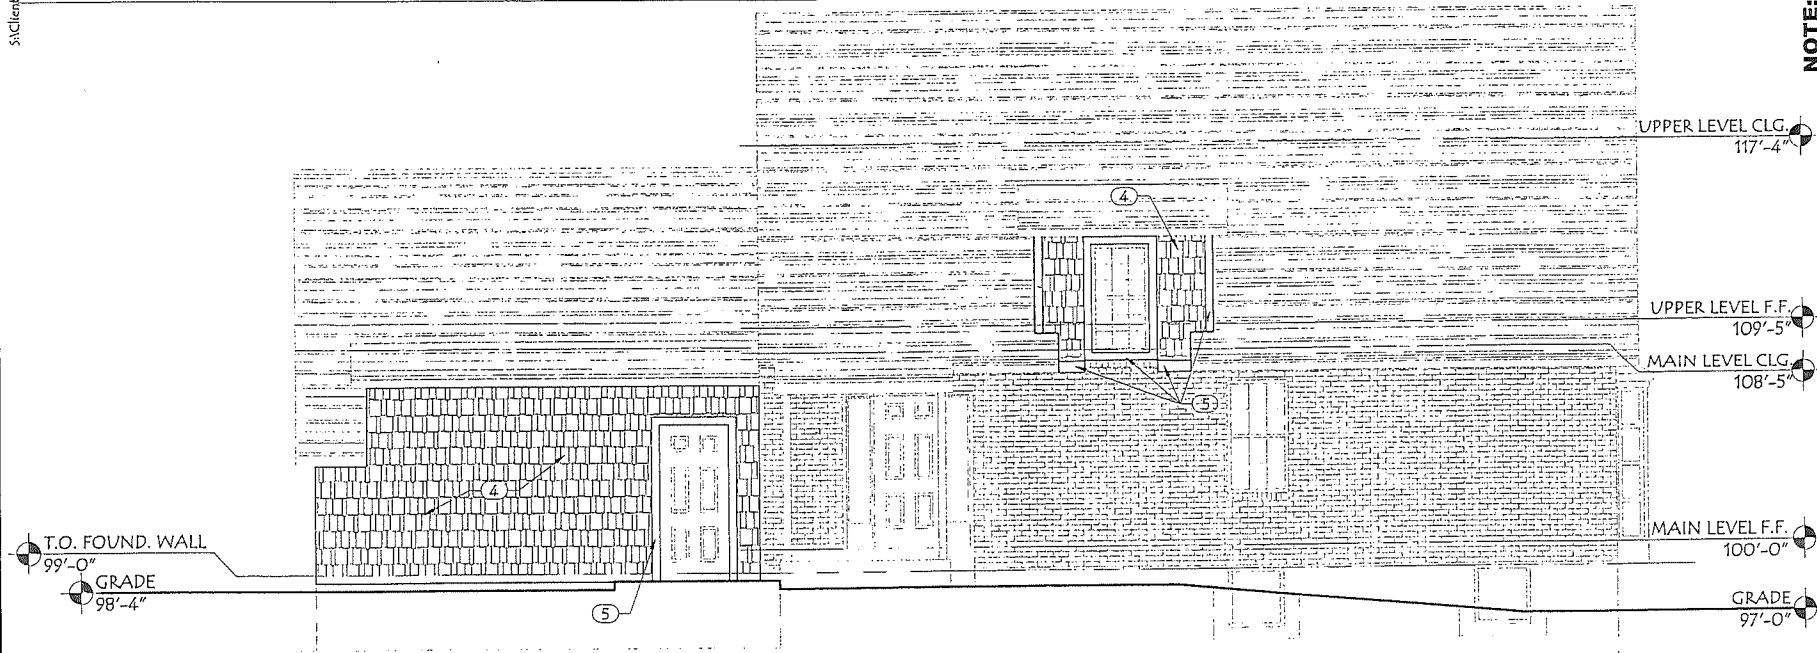 S:\Client
NOTE:
UPPER LEVEL CLG.
117'-4"
4
UPPER LEVEL F.F.
109'-5"
MAIN LEVEL CLG.
108'-5"
5
4
T.O. FOUND. WALL
99'-0"
GRADE
98'-4"
MAIN LEVEL F.F.
100'-0"
5
GRADE
97'-0"